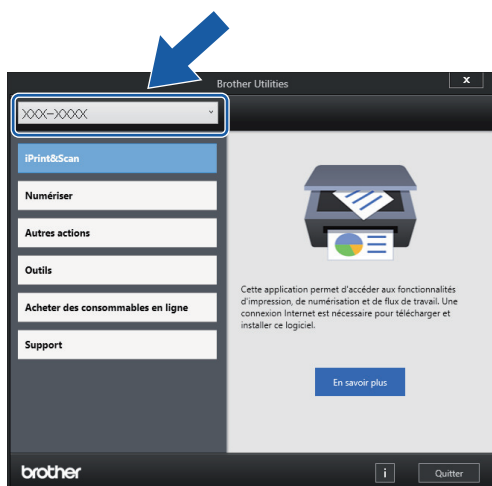 Brother Utilities
X
XXX-XXXX
iPrint&Scan
Numériser
Autres actions
Outils
Acheter des consommables en ligne
Support
Cette application permet d'accéder aux fonctionnalités
d'impression, de numérisation et de flux de travail. Une
connexion Internet est nécessaire pour télécharger et
installer ce logiciel.
En savoir plus
brother
i
Quitter